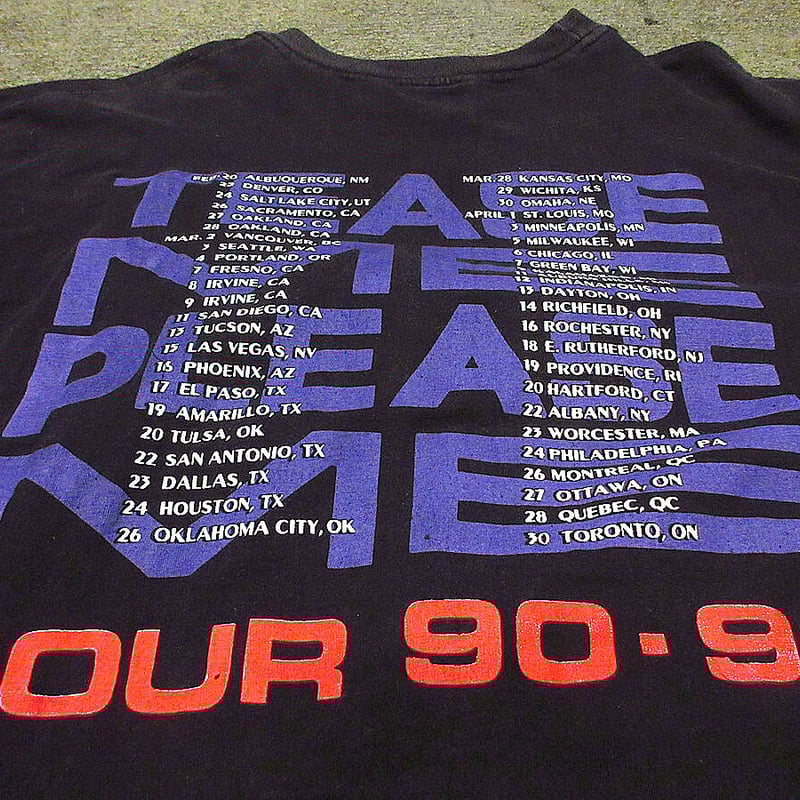 TEASE
ME
PLEASE
ME
FEB. 20 ALBUQUERQUE, NM
22 DENVER, CO
24 SALT LAKE CITY, UT
26 SACRAMENTO, CA
27 OAKLAND, CA
28 OAKLAND, CA
MAR. VANCOUVER, BC
3 SEATTLE, WA
4 PORTLAND, OR
7 FRESNO, CA
8 IRVINE, CA
9 IRVINE, CA
11 SAN DIEGO, CA
13 TUCSON, AZ
15 LAS VEGAS, NV
16 PHOENIX, AZ
17 EL PASO, TX
19 AMARILLO, TX
20 TULSA, OK
22 SAN ANTONIO, TX
23 DALLAS, TX
24 HOUSTON, TX
26 OKLAHOMA CITY, OK
MAR. 28 KANSAS CITY, MO
29 WICHITA, KS
30 OMAHA, NE
APRIL 1 ST. LOUIS, MO
3 MINNEAPOLIS, MN
5 MILWAUKEE, WI
6 CHICAGO, IL
7 GREEN BAY, WI
11
12 INDIANAPOLIS, IN
13 DAYTON, OH
14 RICHFIELD, OH
16 ROCHESTER, NY
18 E. RUTHERFORD, NJ
19 PROVIDENCE, RI
20 HARTFORD, CT
22 ALBANY, NY
23 WORCESTER, MA
24 PHILADELPHIA, PA
26 MONTREAL, QC
27 OTTAWA, ON
28 QUEBEC, QC
30 TORONTO, ON
OUR 90·9